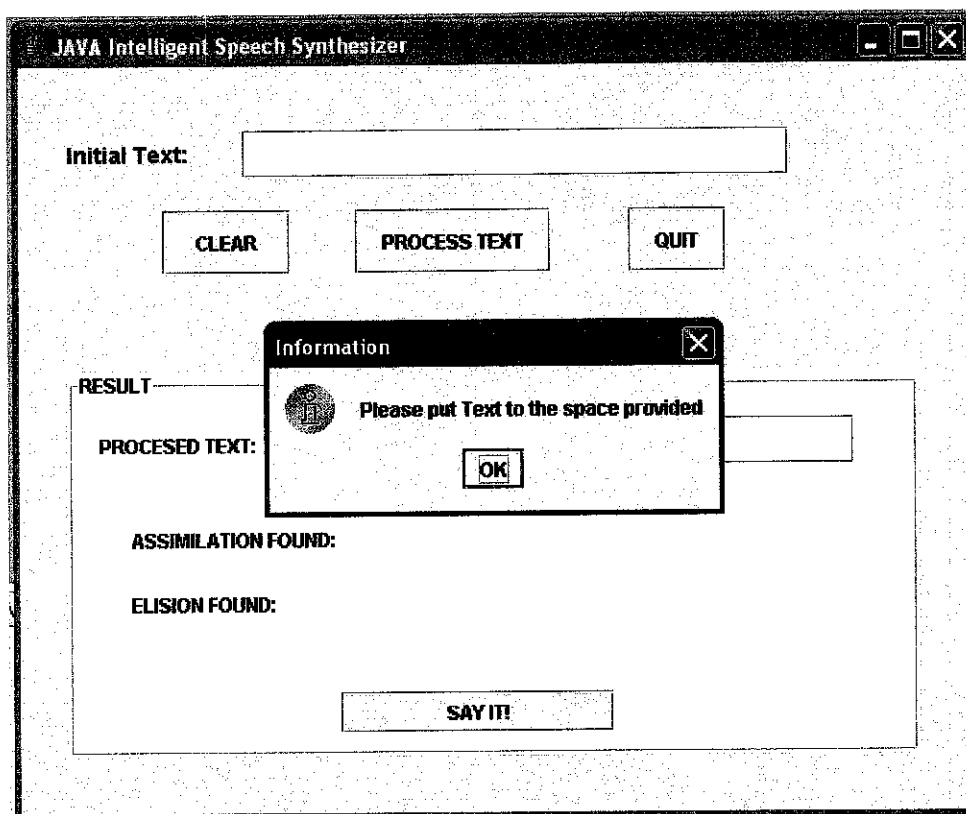 JAVA Intelligent Speech Synthesizer
Initial Text:
CLEAR PROCESS TEXT QUIT
Information
Please put Text to the space provided
OK
RESULT
PROCESED TEXT:
ASSIMILATION FOUND:
ELISION FOUND:
SAY IT!